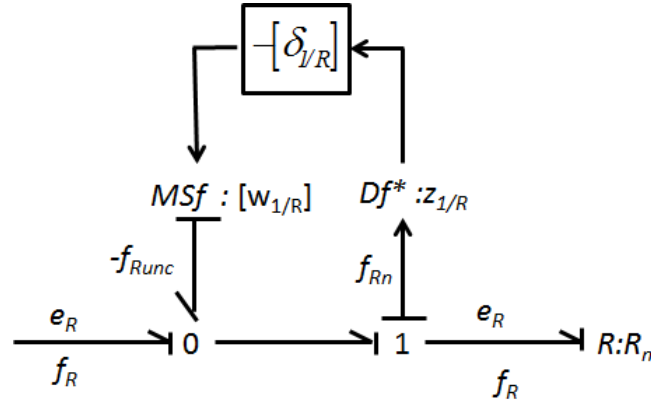 –[δ1/R]
MSf : [w1/R]
Df* :z1/R
-fRunc
fRn
eR
0
1
eR
R:Rn
fR
fR